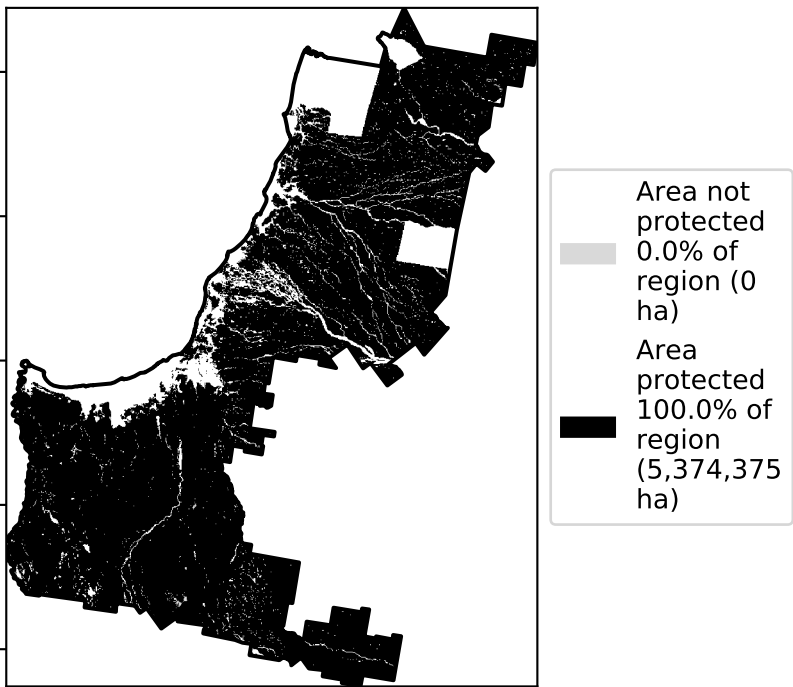 Area not
protected
0.0% of
region (0
ha)
Area
protected
100.0% of
region
(5,374,375
ha)